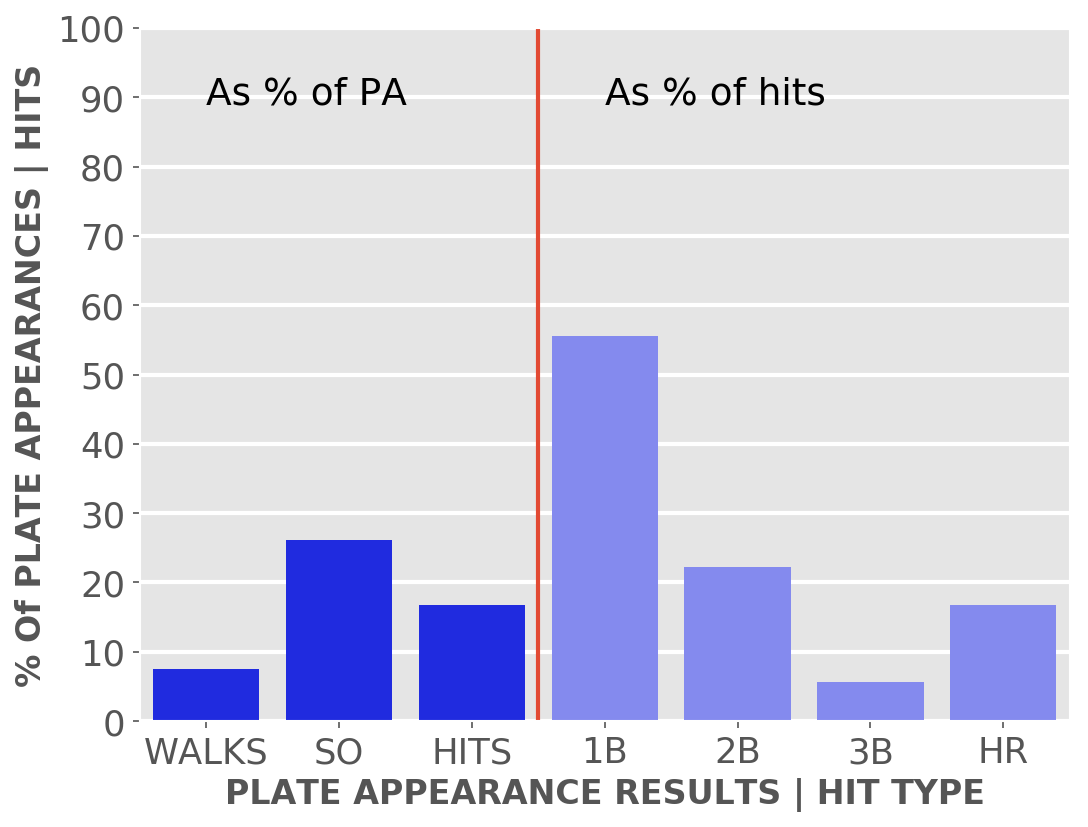 100
90
80
70
60
50
40
30
20
10
0
% Of PLATE APPEARANCES | HITS
As % of PA
As % of hits
WALKS SO HITS 1B 2B 3B HR
PLATE APPEARANCE RESULTS | HIT TYPE